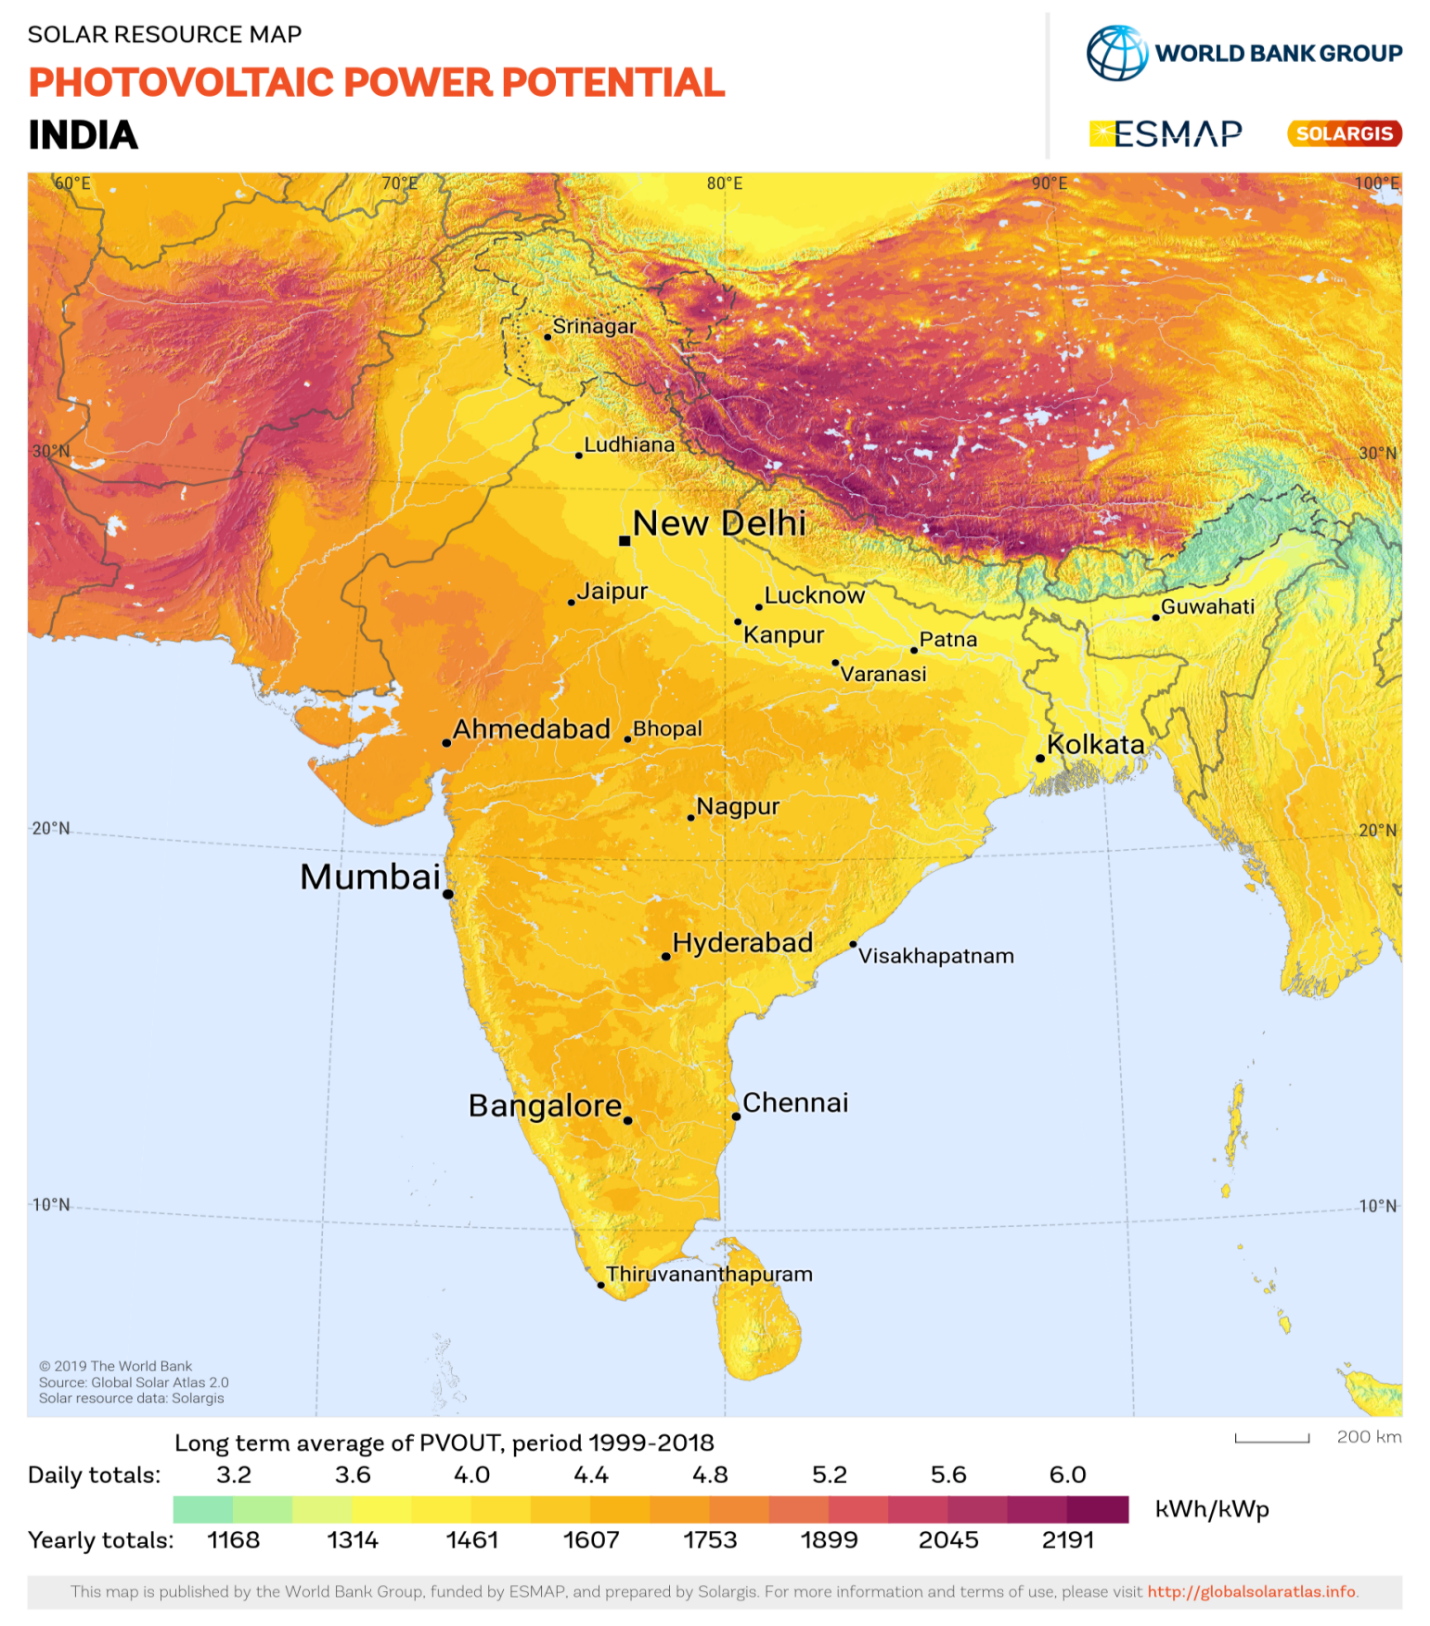 SOLAR RESOURCE MAP
PHOTOVOLTAIC POWER POTENTIAL
INDIA
WORLD BANK GROUP
ESMAP
SOLARGIS
60°E
70°E
80°E
90°E
100°E
Srinagar
Ludhiana
30°N
30°N
New Delhi
Jaipur
Lucknow
Guwahati
Kanpur
Patna
Varanasi
Ahmedabad
Bhopal
Kolkata
Nagpur
20°N
20°N
Mumbai
Hyderabad
Visakhapatnam
Bangalore
Chennai
10°N
10°N
Thiruvananthapuram
© 2019 The World Bank
Source: Global Solar Atlas 2.0
Solar resource data: Solargis
Long term average of PVOUT, period 1999-2018
200 km
Daily totals: 3.2 3.6 4.0 4.4 4.8 5.2 5.6 6.0
kWh/kWp
Yearly totals: 1168 1314 1461 1607 1753 1899 2045 2191
This map is published by the World Bank Group, funded by ESMAP, and prepared by Solargis. For more information and terms of use, please visit http://globalsolaratlas.info.